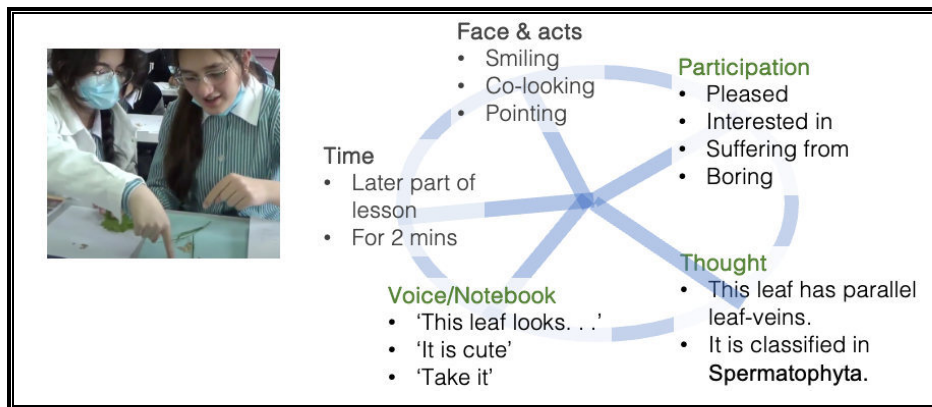 Face & acts
• Smiling
• Co-looking
• Pointing
Participation
• Pleased
• Interested in
• Suffering from
• Boring
Time
• Later part of
lesson
• For 2 mins
Voice/Notebook
• ‘This leaf looks. . .’
• ‘It is cute’
• ‘Take it’
Thought
• This leaf has parallel
leaf-veins.
• It is classified in
Spermatophyta.